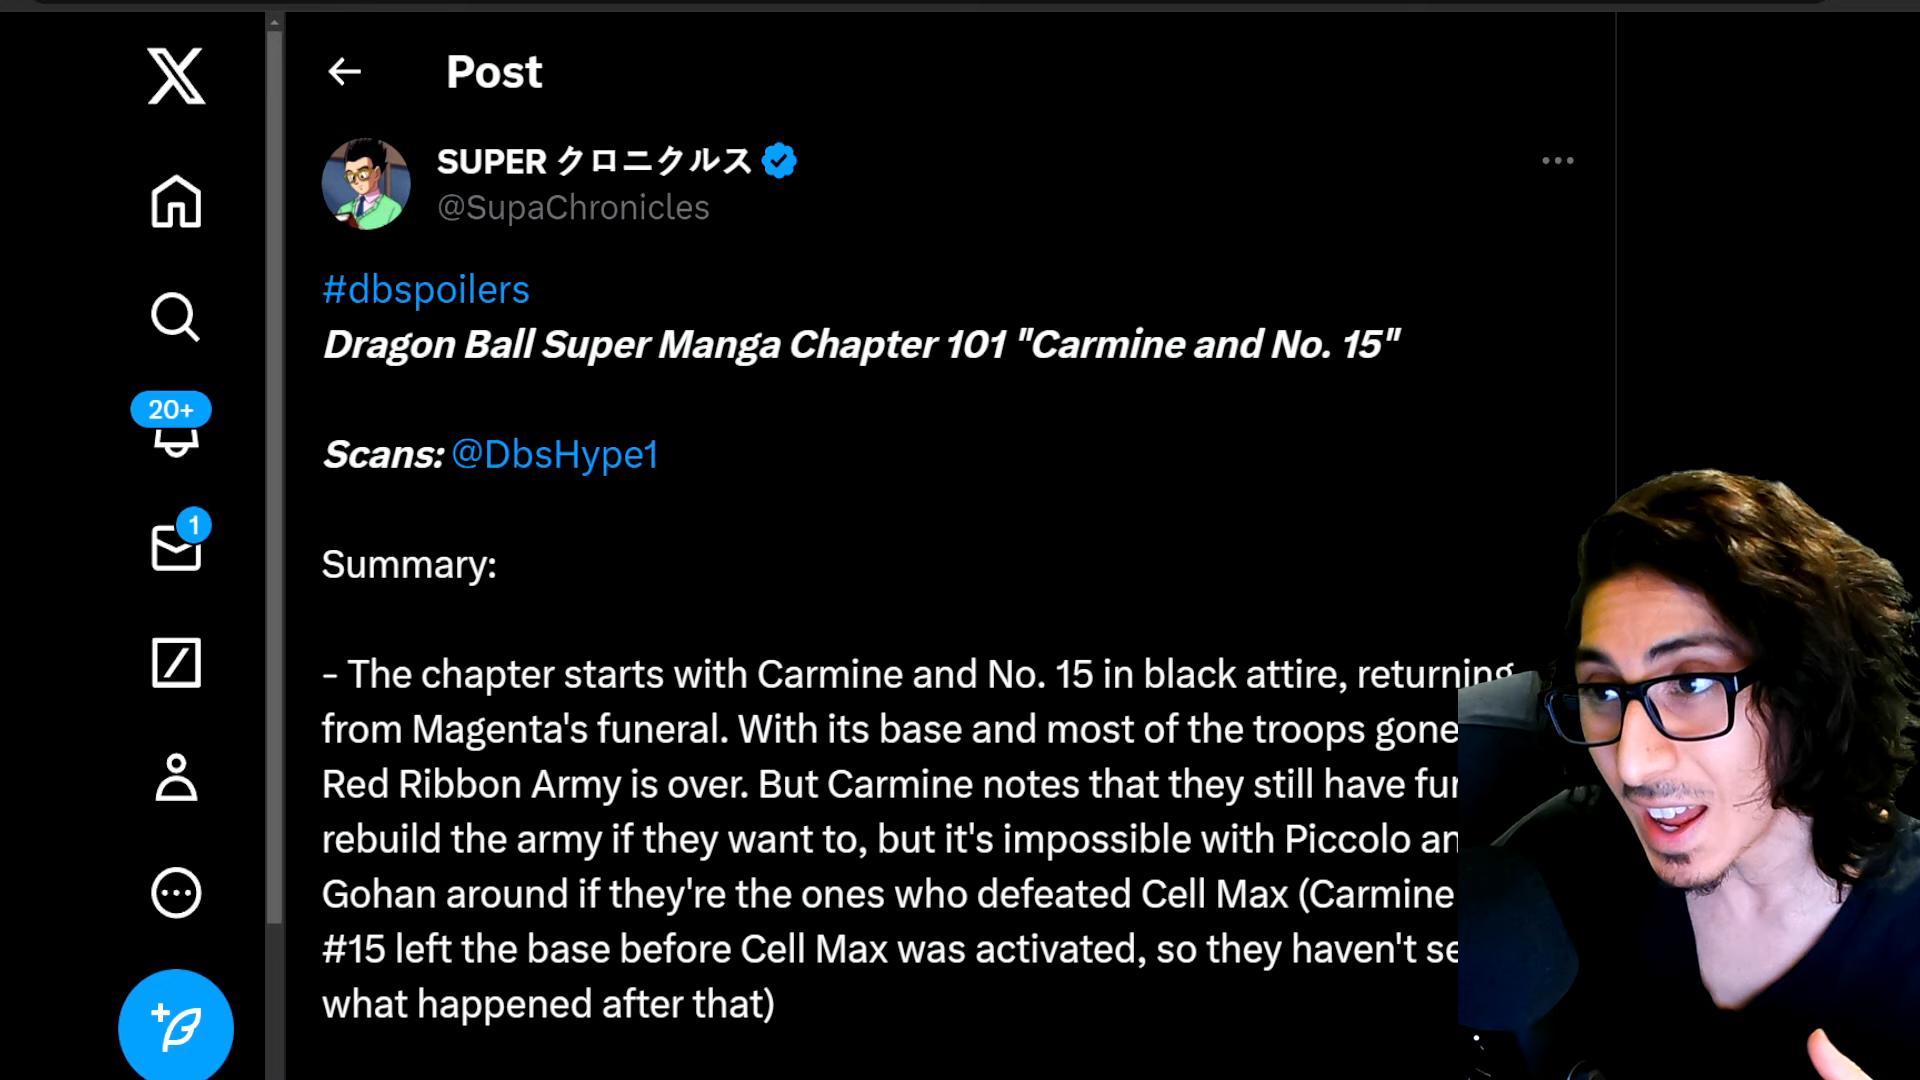 Post
SUPER クロニクルス
@SupaChronicles
#dbspoilers
Dragon Ball Super Manga Chapter 101 "Carmine and No. 15"
20+
Scans: @DbsHype1
1
Summary:
- The chapter starts with Carmine and No. 15 in black attire, returning
from Magenta's funeral. With its base and most of the troops gone
Red Ribbon Army is over. But Carmine notes that they still have
rebuild the army if they want to, but it's impossible with Piccolo
Gohan around if they're the ones who defeated Cell Max (Carmine
#15 left the base before Cell Max was activated, so they haven't
what happened after that)